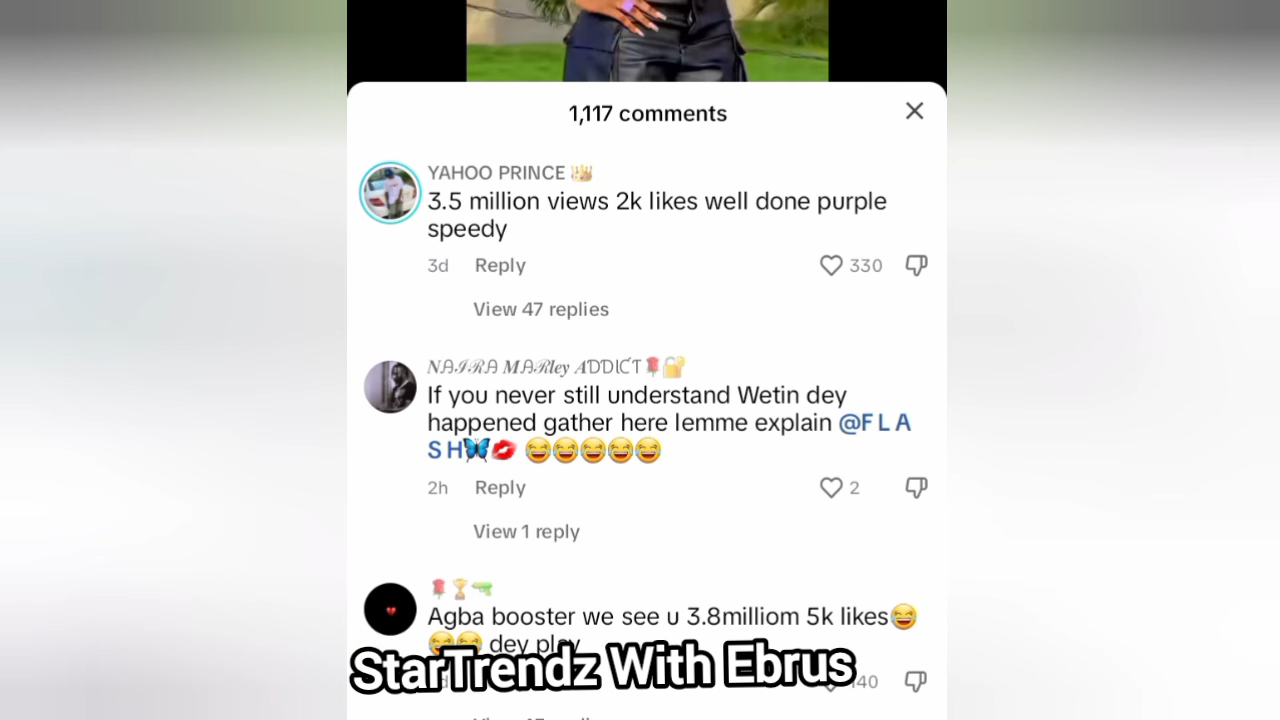 1,117 comments
YAHOO PRINCE
3.5 million views 2k likes well done purple
speedy
3d Reply 330
View 47 replies
NAIRA MARley ADDICT
If you never still understand Wetin dey
happened gather here lemme explain @F L A
S H🦋💋 😂😂😂😂😂
2h Reply 2
View 1 reply
🌹🏆🔫
Agba booster we see u 3.8milliom 5k likes😂
😂😂 dey play
StarTrendz With Ebrus
140